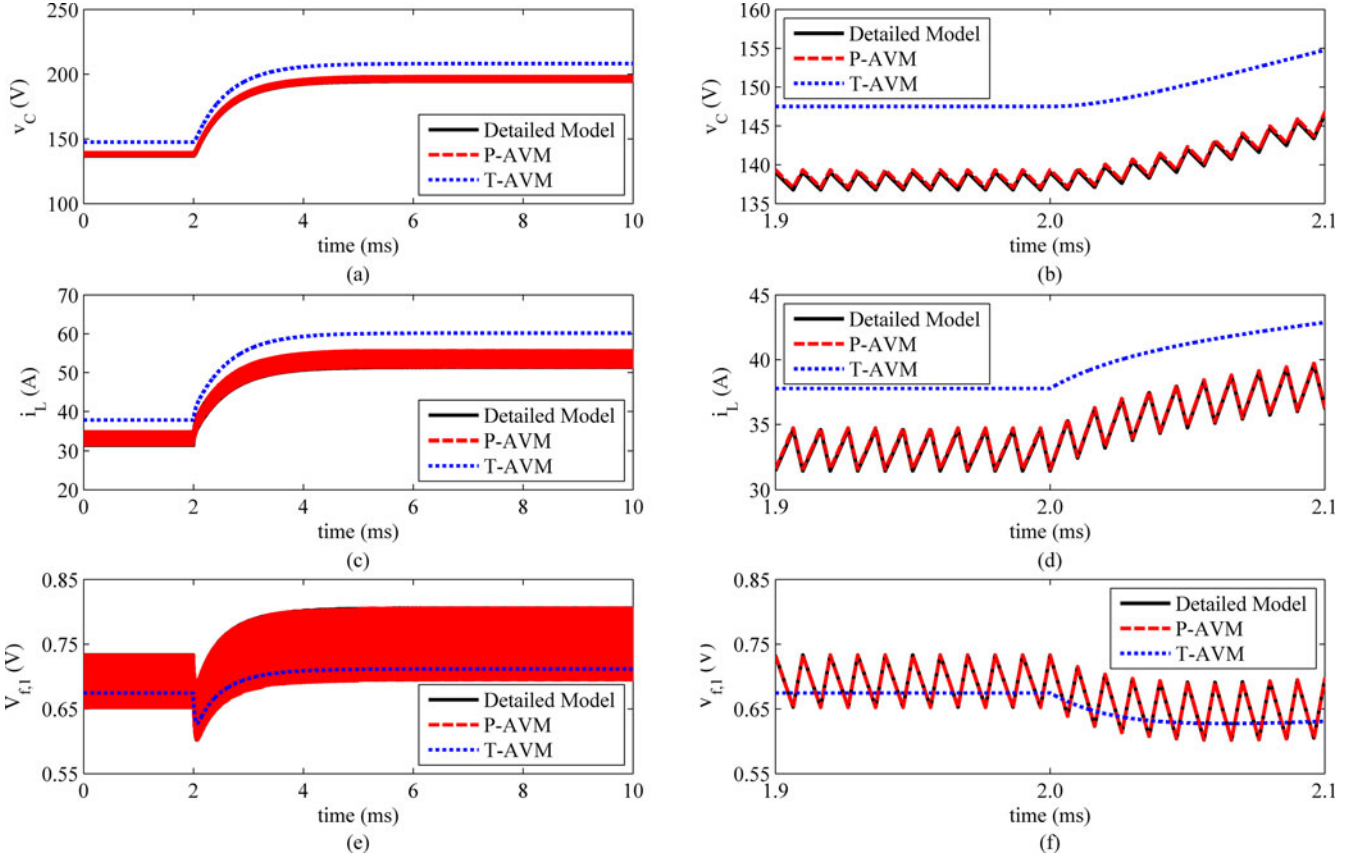 250
200
150
100
v_C (V)
Detailed Model
P-AVM
T-AVM
0
2
4
6
8
10
time (ms)
(a)
160
155
150
145
140
135
v_C (V)
Detailed Model
P-AVM
T-AVM
1.9
2.0
2.1
time (ms)
(b)
70
60
50
40
30
20
i_L (A)
Detailed Model
P-AVM
T-AVM
0
2
4
6
8
10
time (ms)
(c)
45
40
35
30
i_L (A)
Detailed Model
P-AVM
T-AVM
1.9
2.0
2.1
time (ms)
(d)
0.85
0.75
0.65
0.55
V_f,l (V)
Detailed Model
P-AVM
T-AVM
0
2
4
6
8
10
time (ms)
(e)
0.85
0.75
0.65
0.55
v_f,l (V)
Detailed Model
P-AVM
T-AVM
1.9
2.0
2.1
time (ms)
(f)